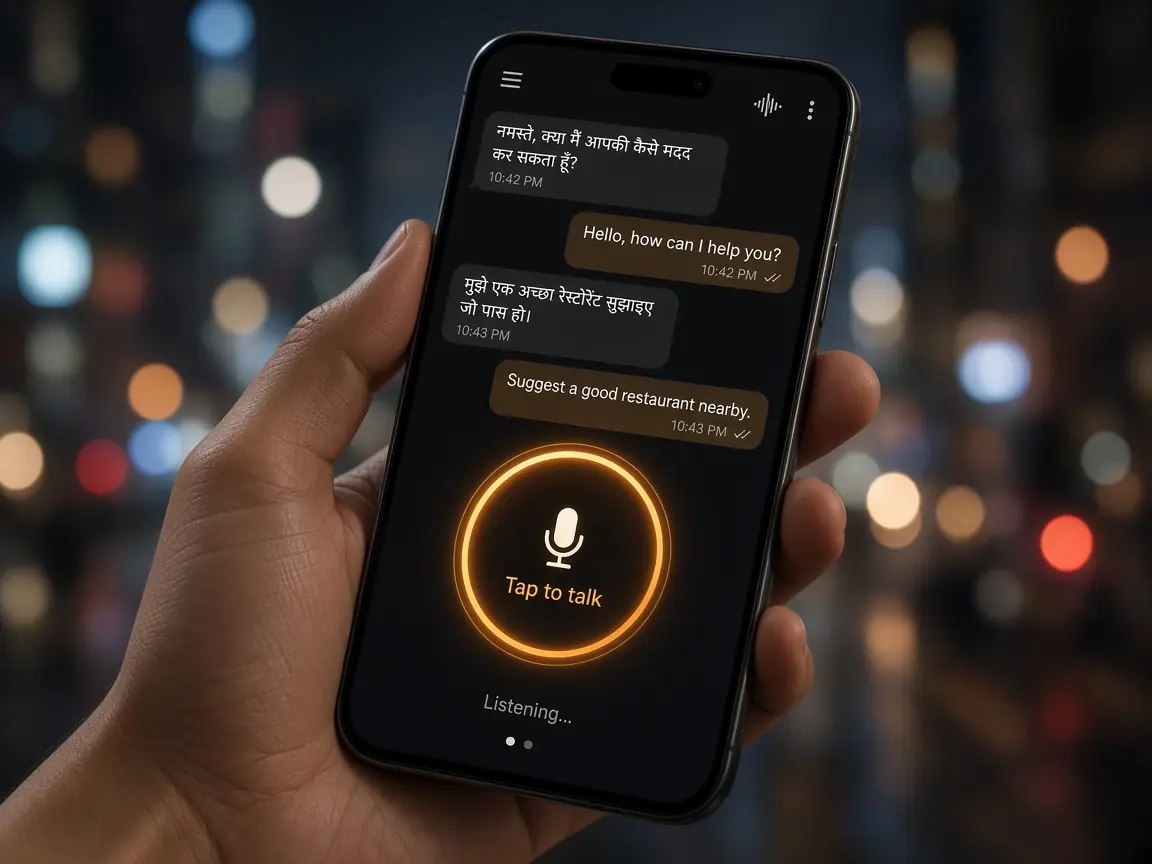 नमस्ते, क्या मैं आपकी कैसे मदद
कर सकता हूँ?
10:42 PM
Hello, how can I help you?
10:42 PM
मुझे एक अच्छा रेस्टोरेंट सुझाइए
जो पास हो।
10:43 PM
Suggest a good restaurant nearby.
10:43 PM
Tap to talk
Listening...